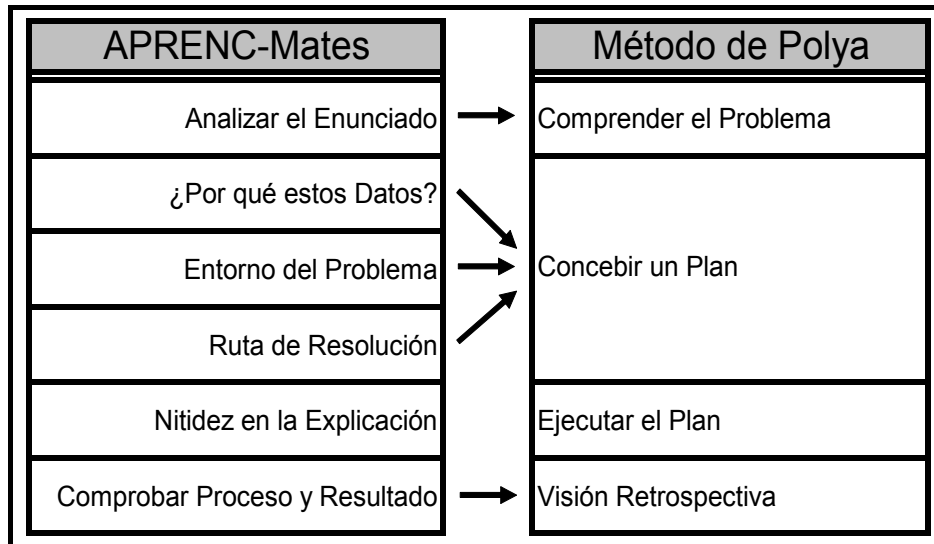 APRENC-Mates
Método de Polya
Analizar el Enunciado
Comprender el Problema
¿Por qué estos Datos?
Entorno del Problema
Concebir un Plan
Ruta de Resolución
Nitidez en la Explicación
Ejecutar el Plan
Comprobar Proceso y Resultado
Visión Retrospectiva